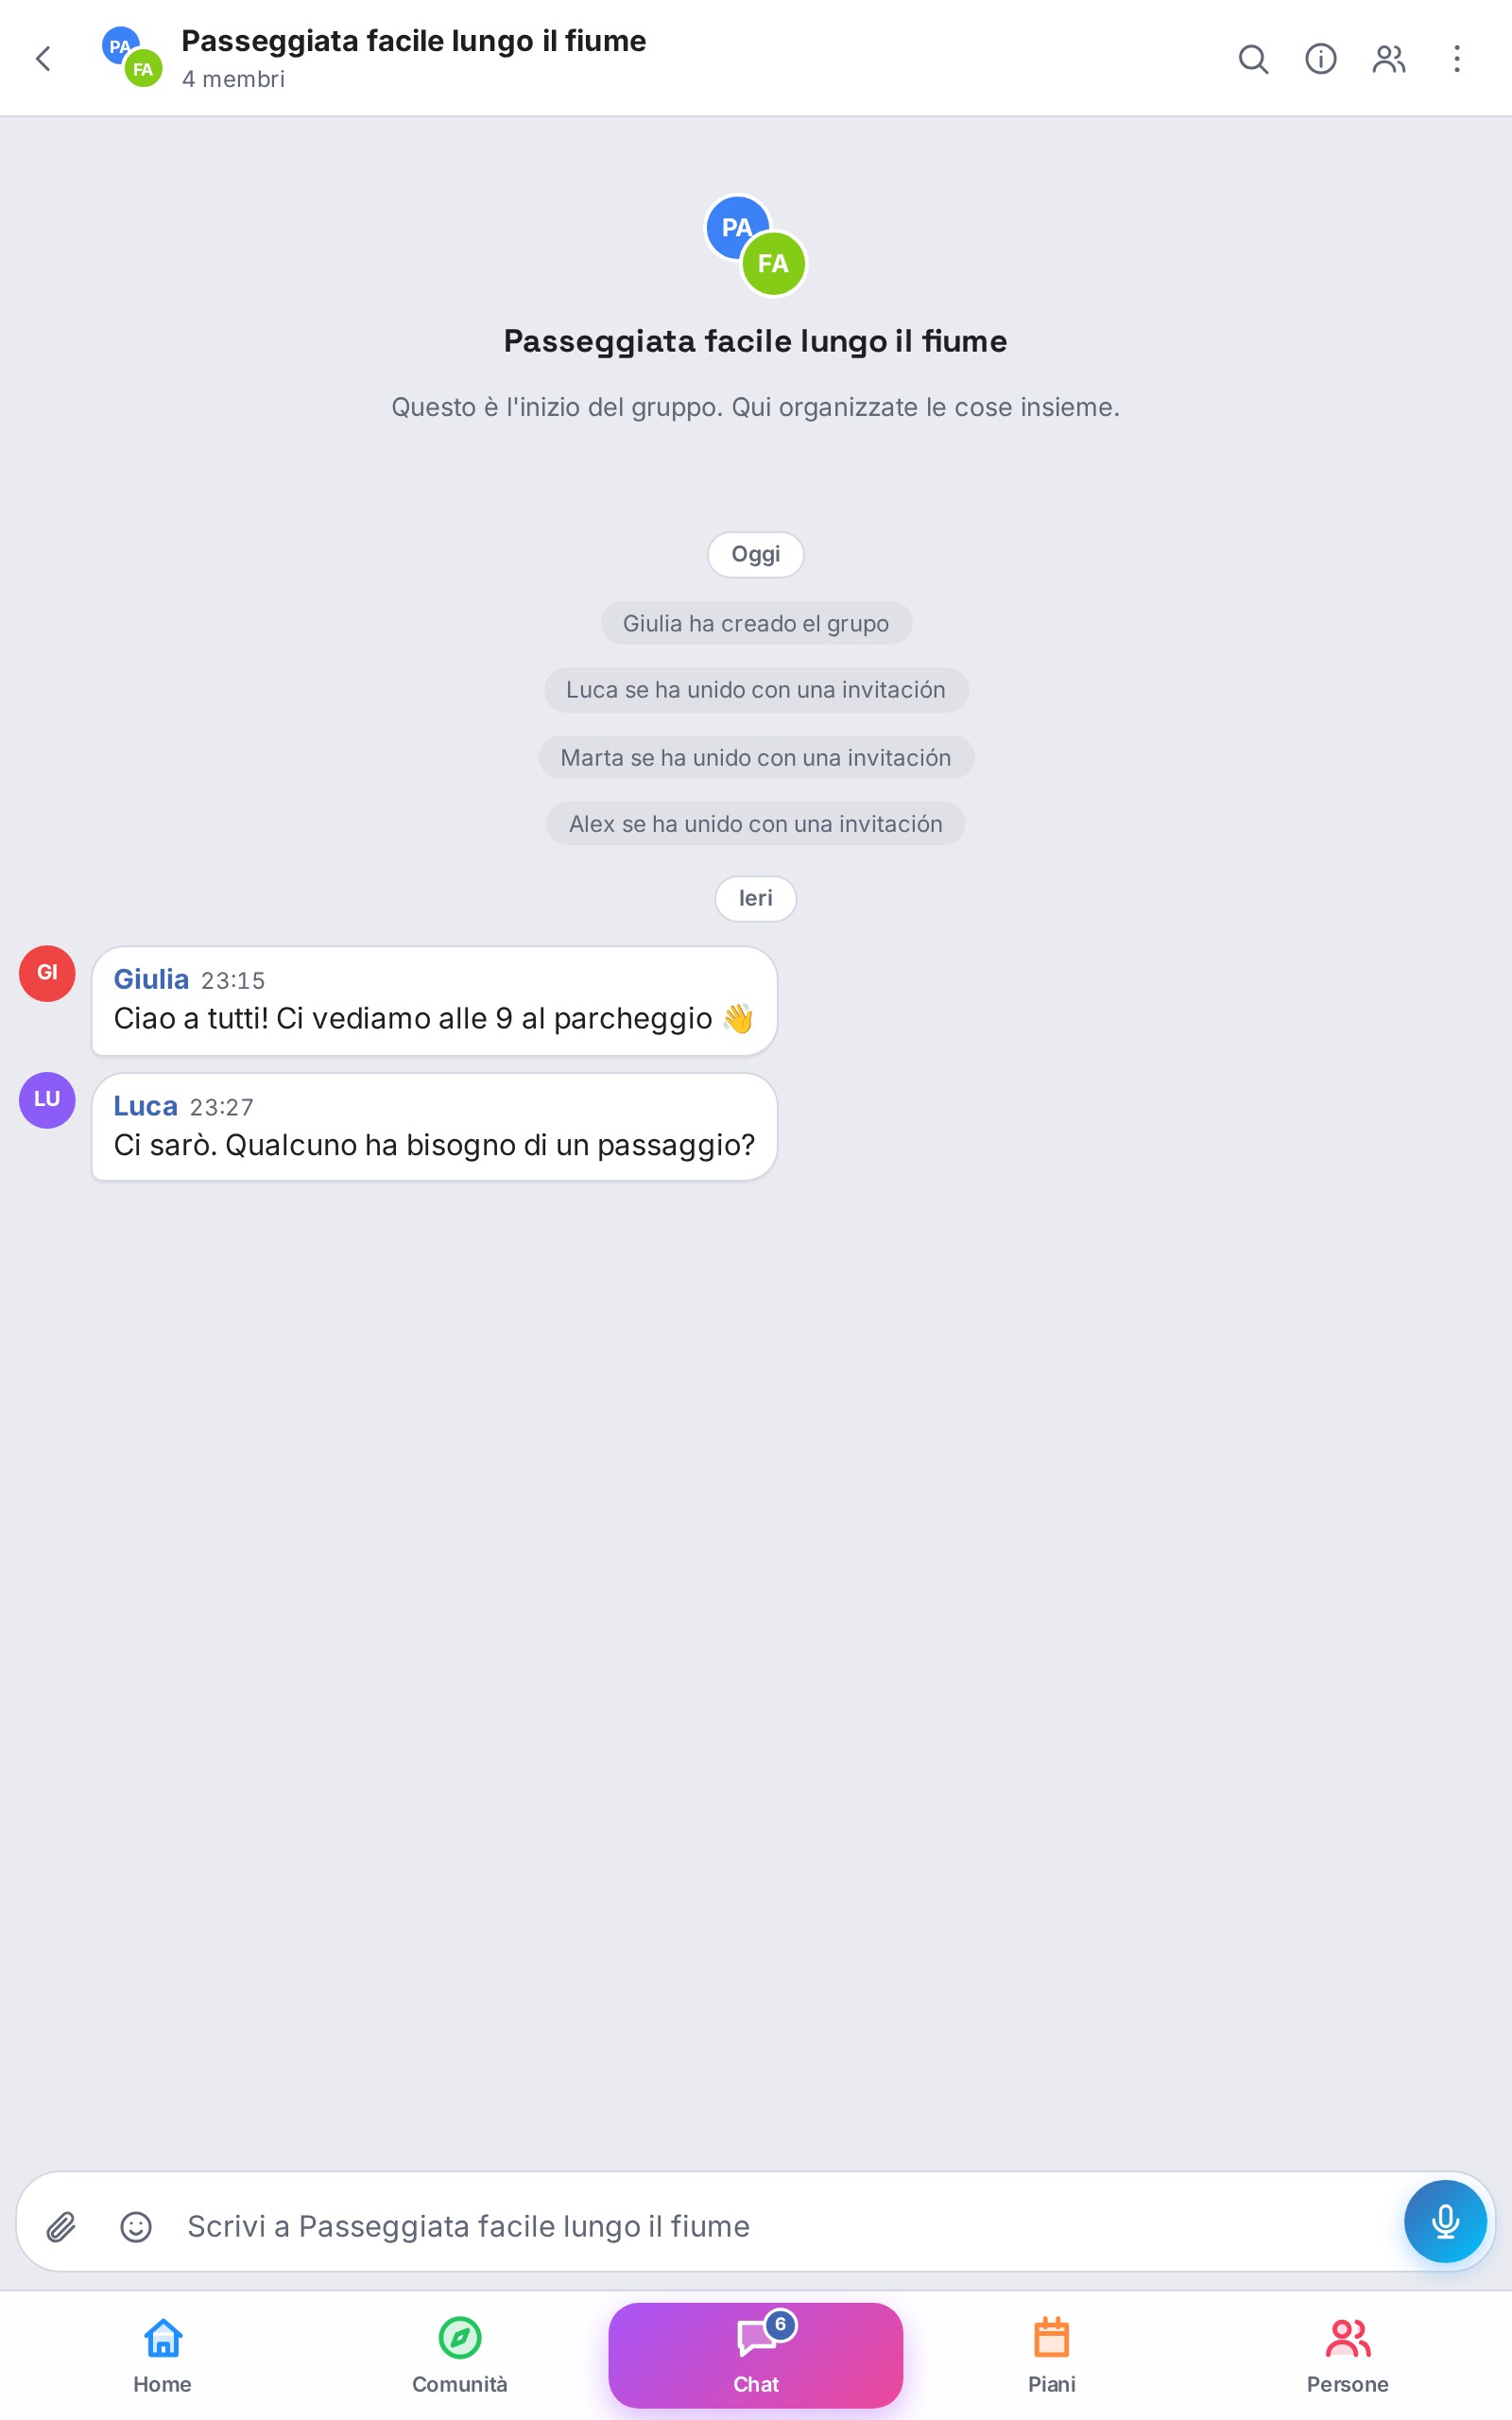 PA
FA
Passeggiata facile lungo il fiume
4 membri
PA
FA
Passeggiata facile lungo il fiume
Questo è l'inizio del gruppo. Qui organizzate le cose insieme.
Oggi
Giulia ha creado el grupo
Luca se ha unido con una invitación
Marta se ha unido con una invitación
Alex se ha unido con una invitación
Ieri
GI
Giulia 23:15
Ciao a tutti! Ci vediamo alle 9 al parcheggio 👋
LU
Luca 23:27
Ci sarò. Qualcuno ha bisogno di un passaggio?
Scrivi a Passeggiata facile lungo il fiume
6
Home
Comunità
Chat
Piani
Persone